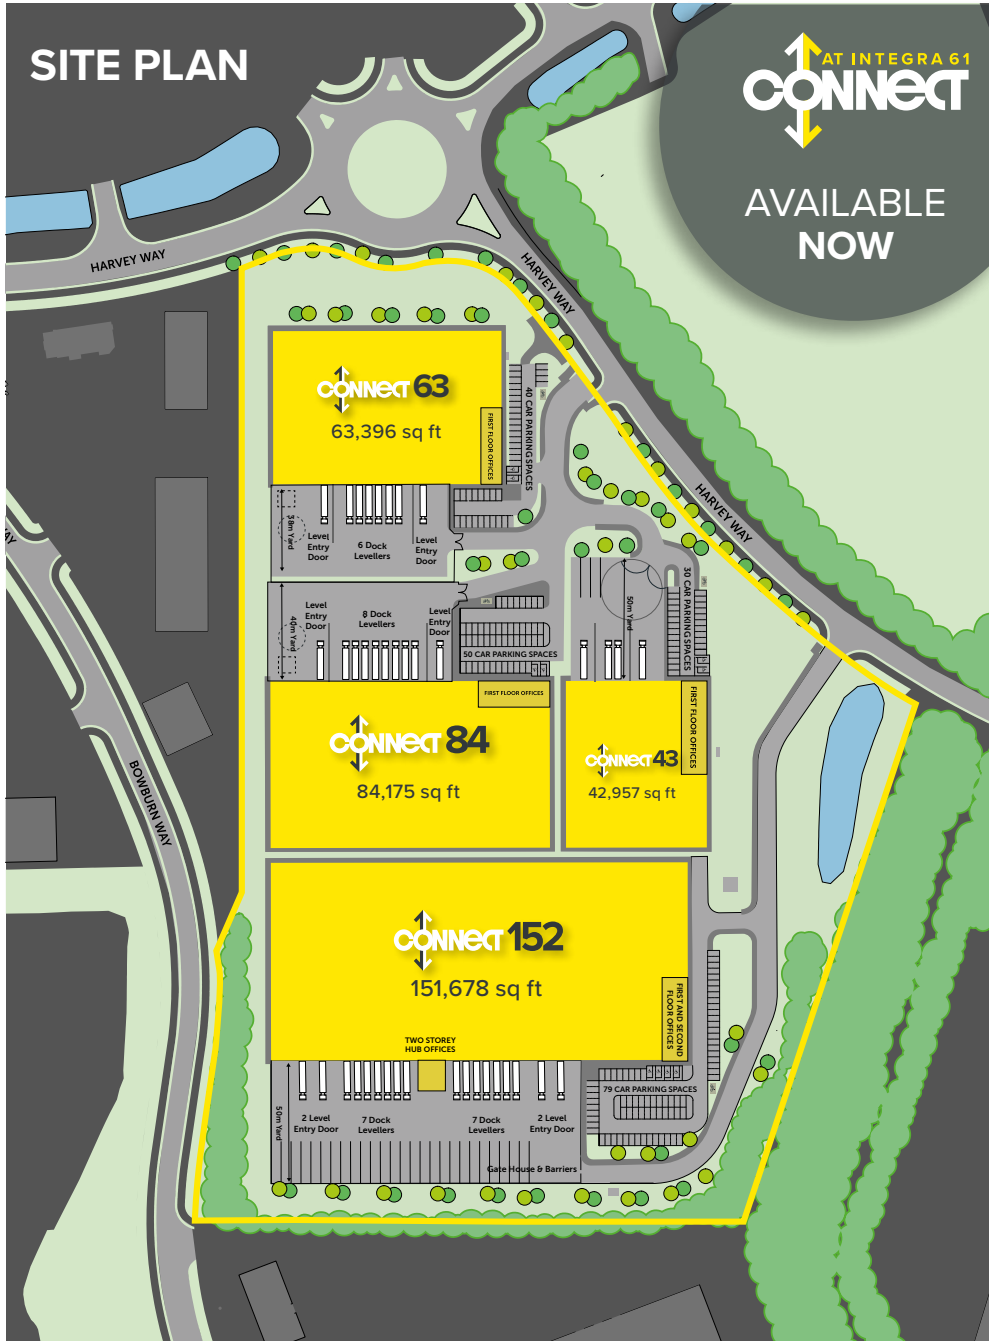 SITE PLAN
AT INTEGRA 61
CONNECT
AVAILABLE
NOW
HARVEY WAY
HARVEY WAY
CONNECT 63
63,396 sq ft
FIRST FLOOR OFFICES
40 CAR PARKING SPACES
38m Yard
Level
Entry
Door
6 Dock
Levellers
Level
Entry
Door
HARVEY WAY
40m Yard
Level
Entry
Door
8 Dock
Levellers
Level
Entry
Door
50 CAR PARKING SPACES
50m Yard
30 CAR PARKING SPACES
FIRST FLOOR OFFICES
CONNECT 84
84,175 sq ft
FIRST FLOOR OFFICES
CONNECT 43
42,957 sq ft
BOWBURN WAY
CONNECT 152
151,678 sq ft
FIRST AND SECOND
FLOOR OFFICES
TWO STOREY
HUB OFFICES
50m Yard
2 Level
Entry Door
7 Dock
Levellers
7 Dock
Levellers
2 Level
Entry Door
79 CAR PARKING SPACES
Gate House & Barriers